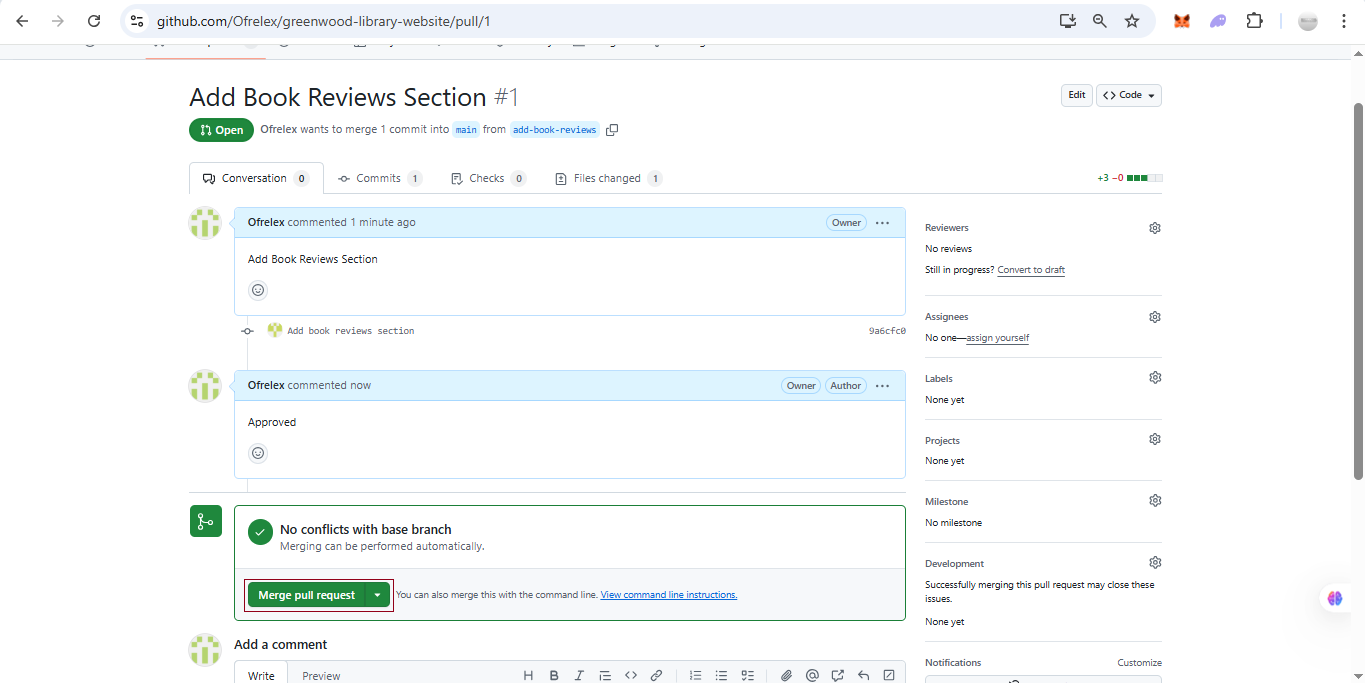 github.com/Ofrelex/greenwood-library-website/pull/1
Add Book Reviews Section #1
Edit
Code
Open
Ofrelex wants to merge 1 commit into main from add-book-reviews
Conversation 0
Commits 1
Checks 0
Files changed 1
+3 −0
Ofrelex commented 1 minute ago
Owner
Add Book Reviews Section
Add book reviews section
9a6cfc0
Ofrelex commented now
Owner
Author
Approved
No conflicts with base branch
Merging can be performed automatically.
Merge pull request
You can also merge this with the command line. View command line instructions.
Add a comment
Write
Preview
H B I
Reviewers
No reviews
Still in progress? Convert to draft
Assignees
No one—assign yourself
Labels
None yet
Projects
None yet
Milestone
No milestone
Development
Successfully merging this pull request may close these
issues.
None yet
Notifications
Customize